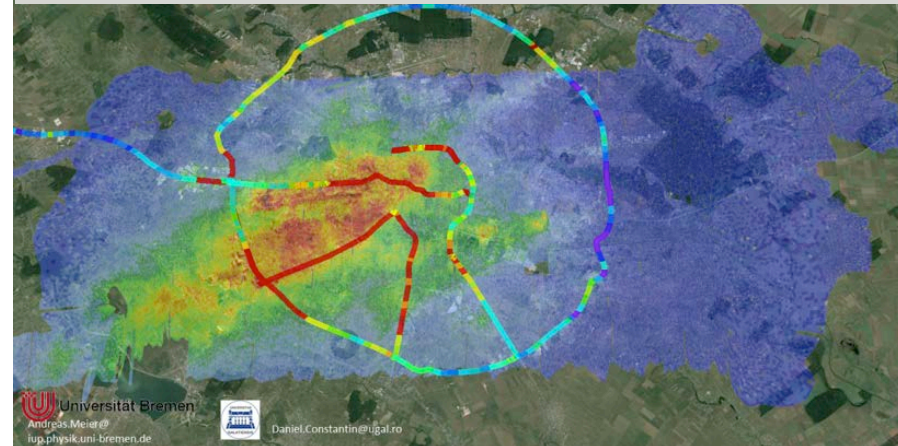 Universität Bremen
Andreas.Meier@
iup.physik.uni-bremen.de
Daniel.Constantin@ugal.ro